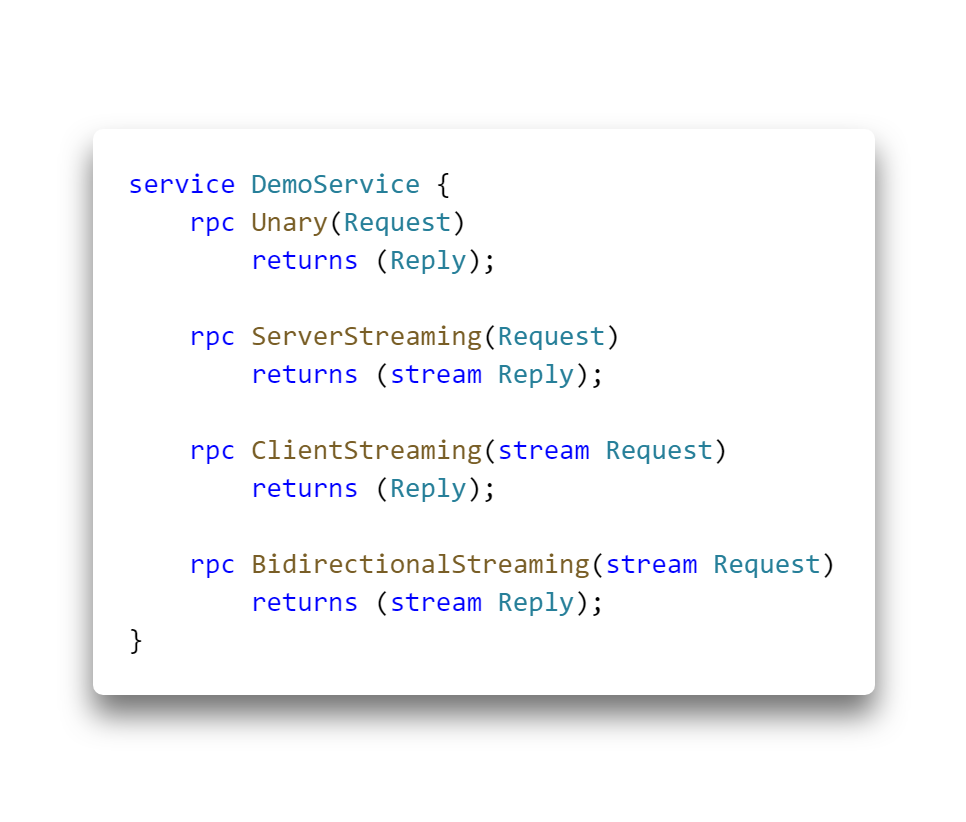 service DemoService {
    rpc Unary(Request)
        returns (Reply);

    rpc ServerStreaming(Request)
        returns (stream Reply);

    rpc ClientStreaming(stream Request)
        returns (Reply);

    rpc BidirectionalStreaming(stream Request)
        returns (stream Reply);
}